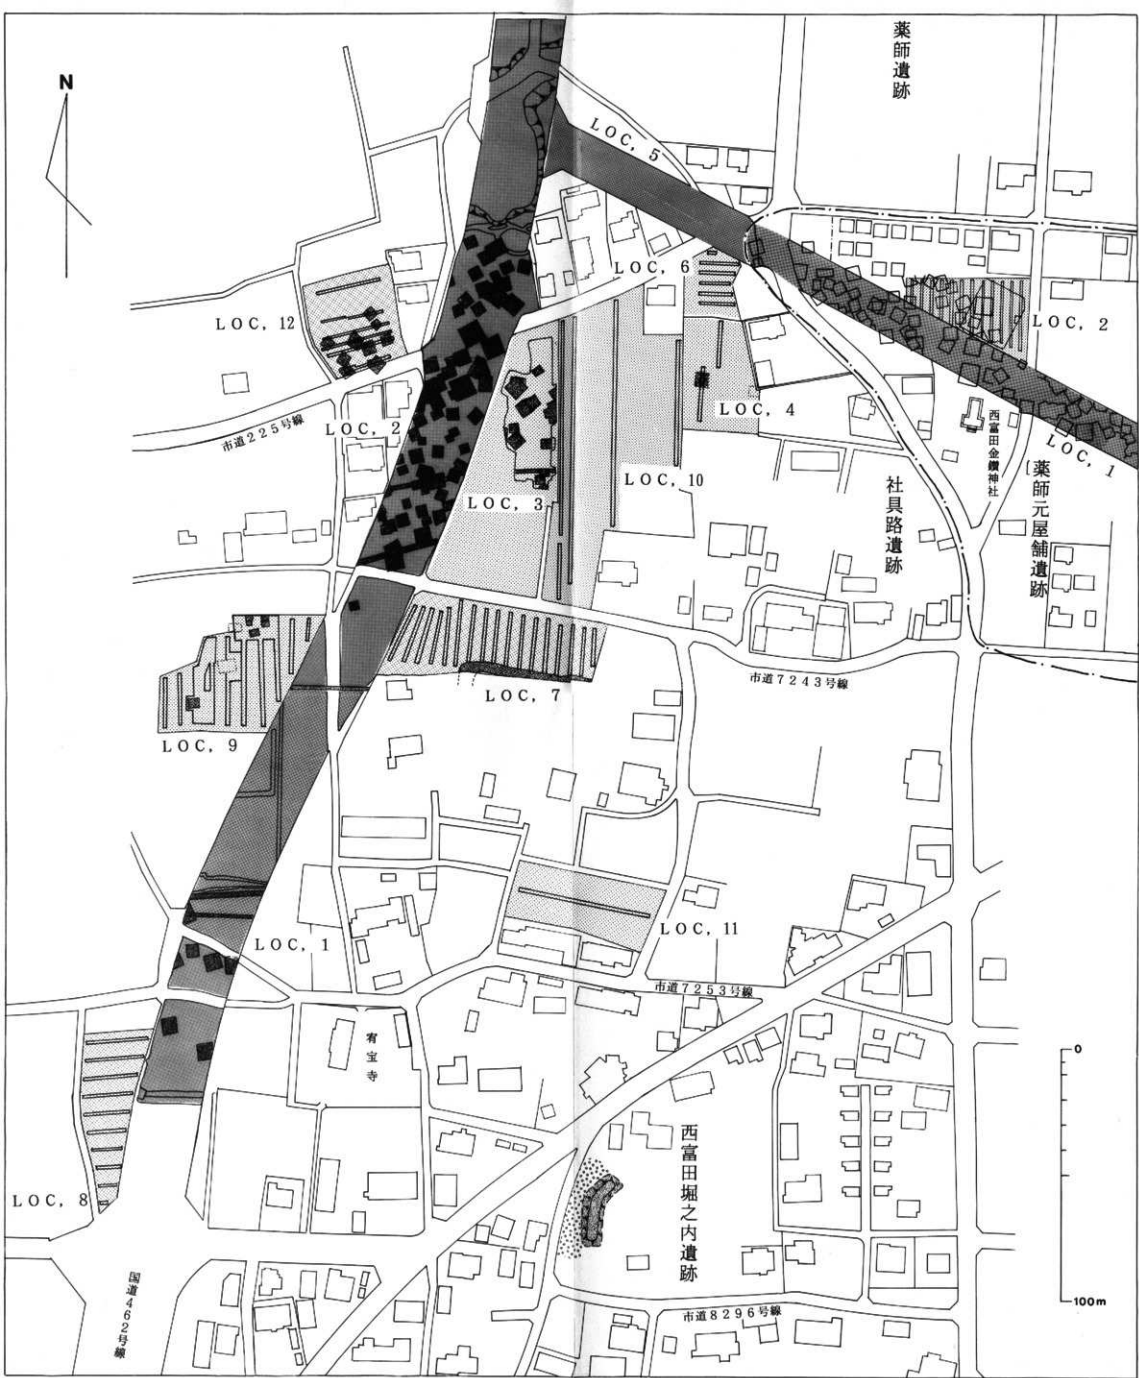 薬師遺跡
N
LOC, 5
LOC, 6
LOC, 12
LOC, 2
LOC, 4
市道225号線
LOC, 2
西富田金鑚神社
LOC, 1
LOC, 10
LOC, 3
社具路遺跡
薬師元屋舗遺跡
市道7243号線
LOC, 7
LOC, 9
LOC, 11
LOC, 1
市道7253号線
宥宝寺
0
西富田堀之内遺跡
LOC, 8
国道462号線
100m
市道8296号線